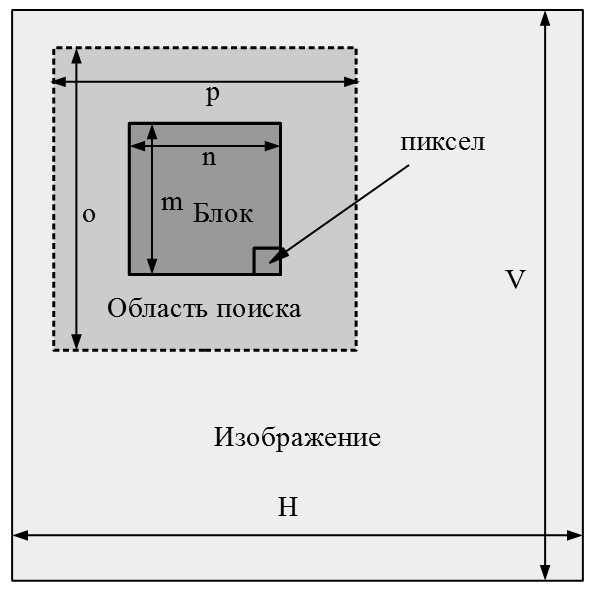 p
пиксел
n
m
Блок
o
V
Область поиска
Изображение
H